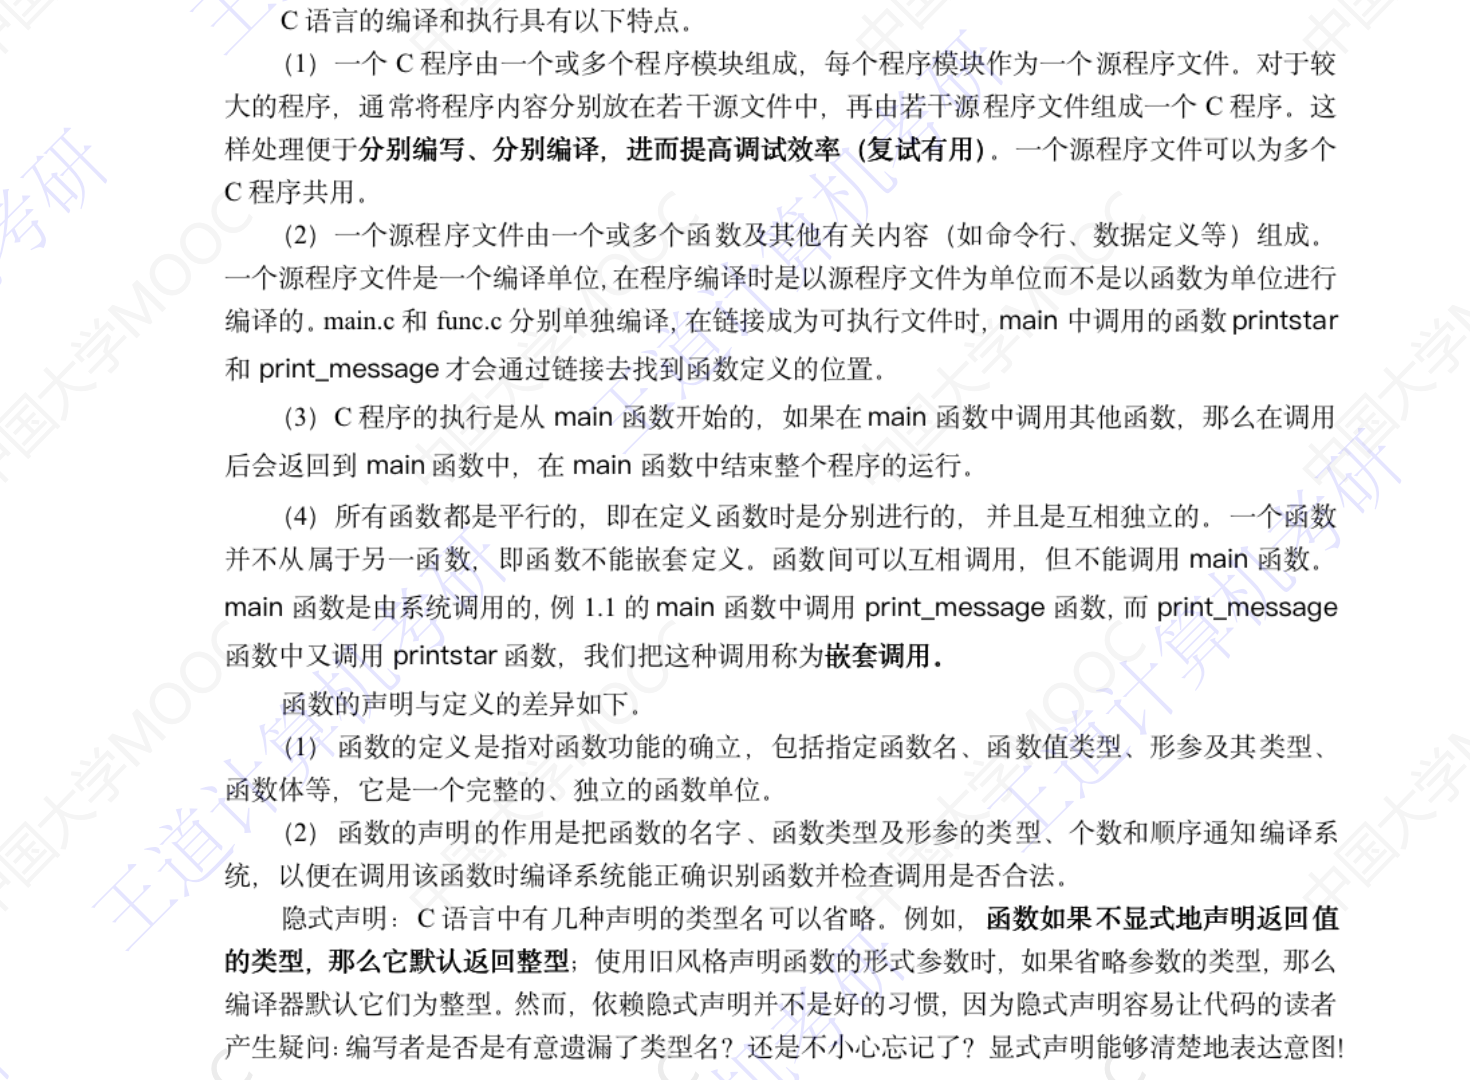 C 语言的编译和执行具有以下特点。
(1) 一个 C 程序由一个或多个程序模块组成，每个程序模块作为一个源程序文件。对于较
大的程序，通常将程序内容分别放在若干源文件中，再由若干源程序文件组成一个 C 程序。这
样处理便于分别编写、分别编译，进而提高调试效率（复试有用）。一个源程序文件可以为多个
C 程序共用。
(2) 一个源程序文件由一个或多个函数及其他有关内容（如命令行、数据定义等）组成。
一个源程序文件是一个编译单位，在程序编译时是以源程序文件为单位而不是以函数为单位进行
编译的。main.c 和 func.c 分别单独编译，在链接成为可执行文件时，main 中调用的函数 printstar
和 print_message 才会通过链接去找到函数定义的位置。
(3) C 程序的执行是从 main 函数开始的，如果在 main 函数中调用其他函数，那么在调用
后会返回到 main 函数中，在 main 函数中结束整个程序的运行。
(4) 所有函数都是平行的，即在定义函数时是分别进行的，并且是互相独立的。一个函数
并不从属于另一函数，即函数不能嵌套定义。函数间可以互相调用，但不能调用 main 函数。
main 函数是由系统调用的，例 1.1 的 main 函数中调用 print_message 函数，而 print_message
函数中又调用 printstar 函数，我们把这种调用称为嵌套调用。
函数的声明与定义的差异如下。
(1) 函数的定义是指对函数功能的确立，包括指定函数名、函数值类型、形参及其类型、
函数体等，它是一个完整的、独立的函数单位。
(2) 函数的声明的作用是把函数的名字、函数类型及形参的类型、个数和顺序通知编译系
统，以便在调用该函数时编译系统能正确识别函数并检查调用是否合法。
隐式声明：C 语言中有几种声明的类型名可以省略。例如，函数如果不显式地声明返回值
的类型，那么它默认返回整型；使用旧风格声明函数的形式参数时，如果省略参数的类型，那么
编译器默认它们为整型。然而，依赖隐式声明并不是好的习惯，因为隐式声明容易让代码的读者
产生疑问：编写者是否是有意遗漏了类型名？还是不小心忘记了？显式声明能够清楚地表达意图！
王道计算机考研
中国大学MOOC